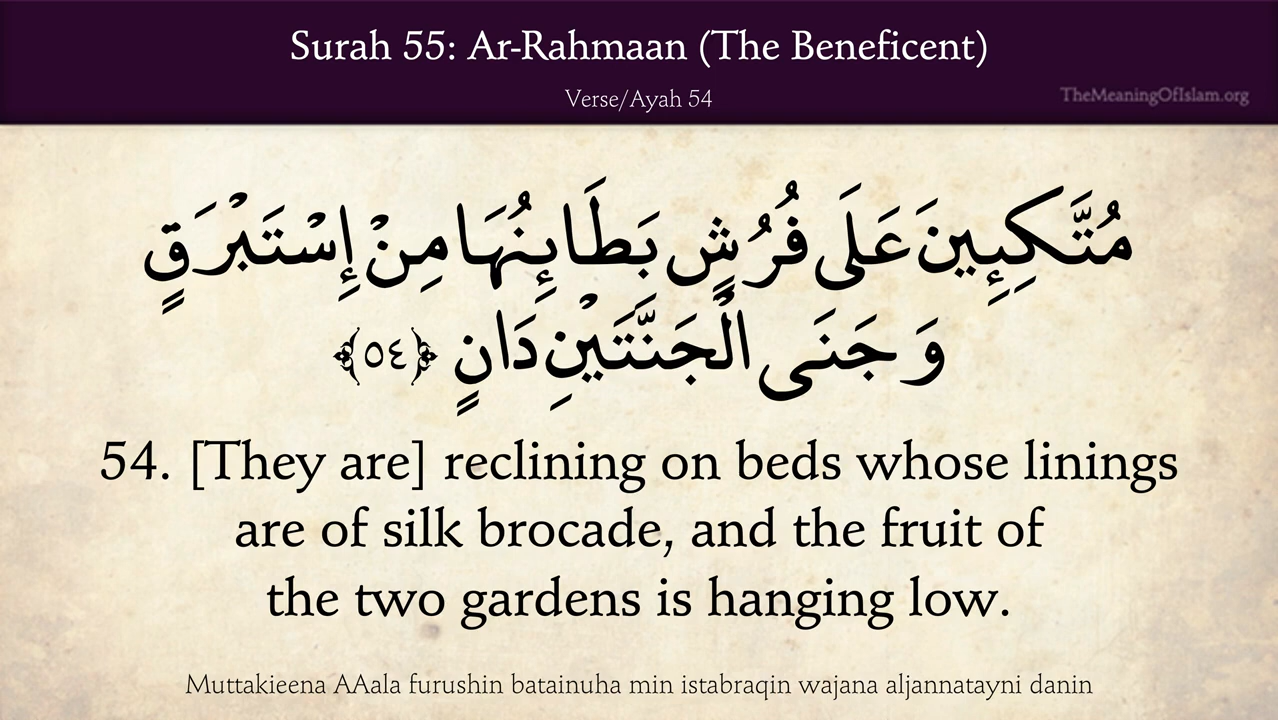 Surah 55: Ar-Rahmaan (The Beneficent)
Verse/Ayah 54
TheMeaningOfIslam.org
مُتَّكِئِينَ عَلَى فُرُشٍ بَطَائِنُهَا مِنْ إِسْتَبْرَقٍ
وَ جَنَى الْجَنَّتَيْنِ دَانٍ ﴿٥٤﴾
54. [They are] reclining on beds whose linings
are of silk brocade, and the fruit of
the two gardens is hanging low.
Muttakieena AAala furushin batainuha min istabraqin wajana aljannatayni danin